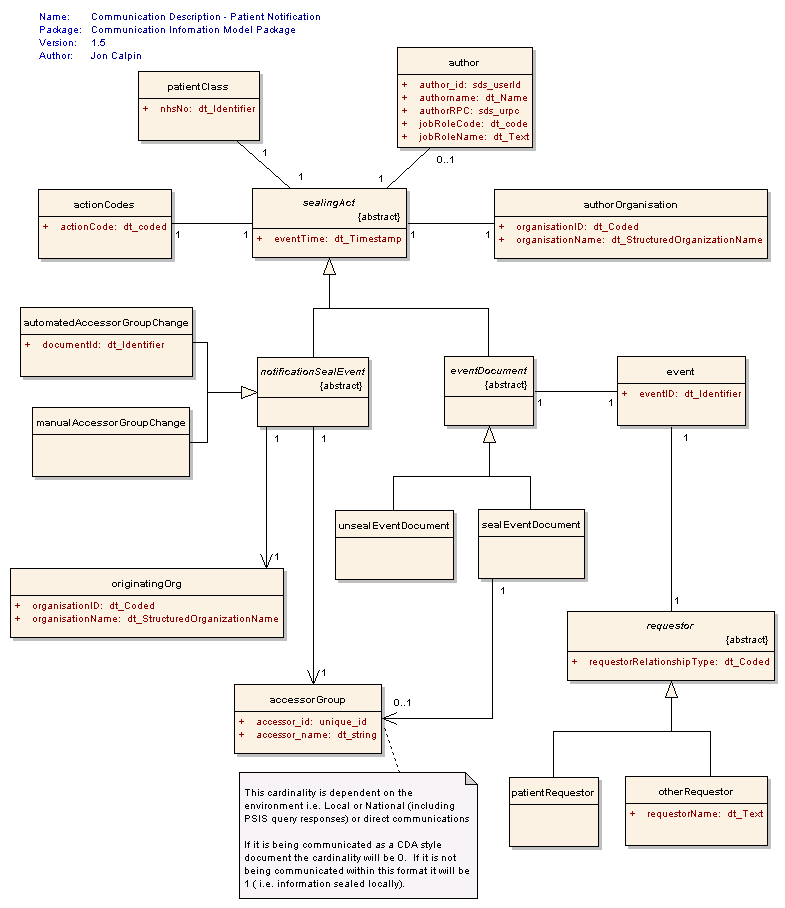 Name: Communication Description - Patient Notification
Package: Communication Infomation Model Package
Version: 1.5
Author: Jon Calpin
patientClass
+ nhsNo: dt_Identifier
author
+ author_id: sds_userId
+ authorname: dt_Name
+ authorRPC: sds_urpc
+ jobRoleCode: dt_code
+ jobRoleName: dt_Text
1
0..1
1
1
actionCodes
+ actionCode: dt_coded
sealingAct
{abstract}
+ eventTime: dt_Timestamp
authorOrganisation
+ organisationID: dt_Coded
+ organisationName: dt_StructuredOrganizationName
1
1
1
1
automatedAccessorGroupChange
+ documentId: dt_Identifier
notificationSealEvent
{abstract}
eventDocument
{abstract}
event
+ eventID: dt_Identifier
1
1
manualAccessorGroupChange
1
1
1
unsealEventDocument
sealEventDocument
1
1
originatingOrg
+ organisationID: dt_Coded
+ organisationName: dt_StructuredOrganizationName
1
requestor
{abstract}
+ requestorRelationshipType: dt_Coded
1
accessorGroup
+ accessor_id: unique_id
+ accessor_name: dt_string
0..1
patientRequestor
otherRequestor
+ requestorName: dt_Text
This cardinality is dependent on the
environment i.e. Local or National (including
PSIS query responses) or direct communications
If it is being communicated as a CDA style
document the cardinality will be 0. If it is not
being communicated within this format it will be
1 ( i.e. information sealed locally).